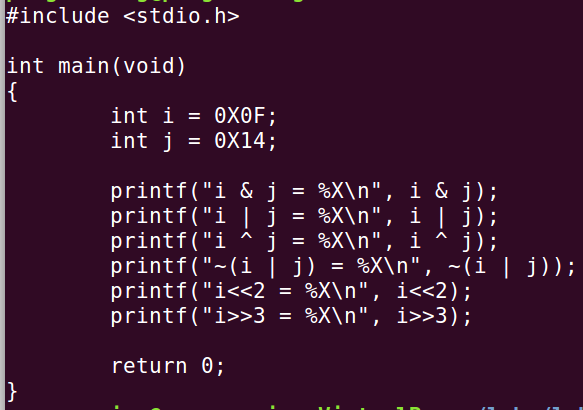 #include <stdio.h>
int main(void)
{
        int i = 0X0F;
        int j = 0X14;
        printf("i & j = %X\n", i & j);
        printf("i | j = %X\n", i | j);
        printf("i ^ j = %X\n", i ^ j);
        printf("~(i | j) = %X\n", ~(i | j));
        printf("i<<2 = %X\n", i<<2);
        printf("i>>3 = %X\n", i>>3);
        return 0;
}